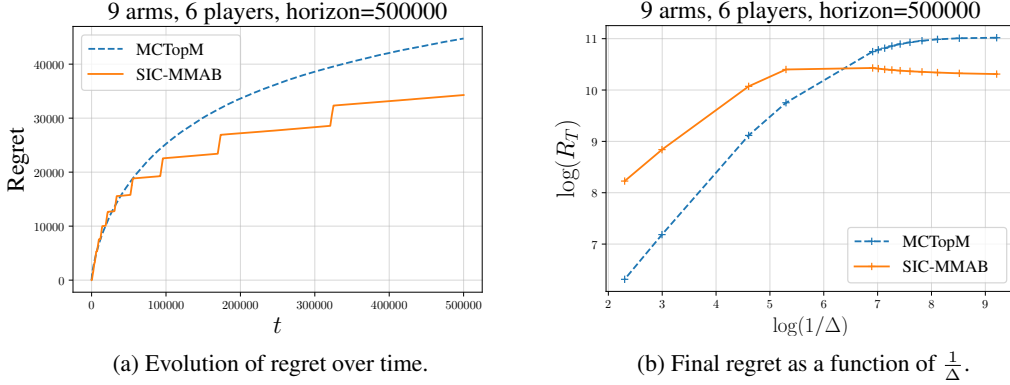 9 arms, 6 players, horizon=500000
MCTopM
SIC-MMAB
40000
30000
20000
10000
0
Regret
0 100000 200000 300000 400000 500000
t
(a) Evolution of regret over time.
9 arms, 6 players, horizon=500000
11
10
9
8
7
log(R_T)
MCTopM
SIC-MMAB
2 3 4 5 6 7 8 9
log(1/Δ)
(b) Final regret as a function of 1/Δ.